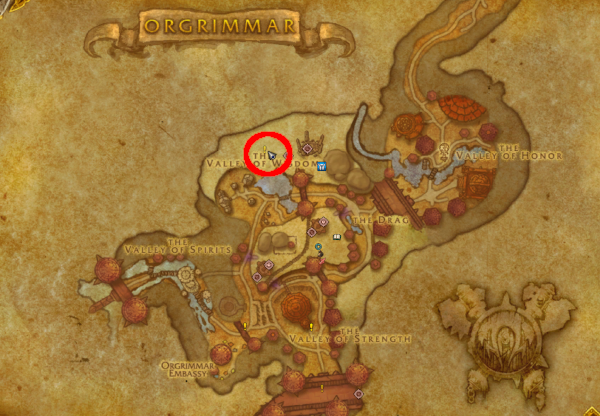 ORGRIMMAR
THE
VALLEY OF WISDOM
THE
VALLEY OF HONOR
THE DRAG
THE
VALLEY OF SPIRITS
THE
VALLEY OF STRENGTH
ORGRIMMAR
EMBASSY